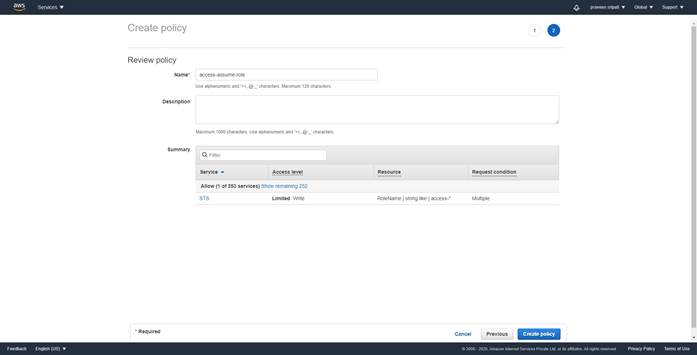 aws Services praveen sripati Global Support
Create policy 1 2
Review policy
Name* access-assume-role
Use alphanumeric and '+=,.@-_' characters. Maximum 128 characters.
Description
Maximum 1000 characters. Use alphanumeric and '+=,.@-_' characters.
Summary
Filter
Service Access level Resource Request condition
Allow (1 of 253 services) Show remaining 252
STS Limited: Write RoleName | string like | access-* Multiple
* Required Cancel Previous Create policy
Feedback English (US) © 2008 - 2020, Amazon Internet Services Private Ltd. or its affiliates. All rights reserved. Privacy Policy Terms of Use